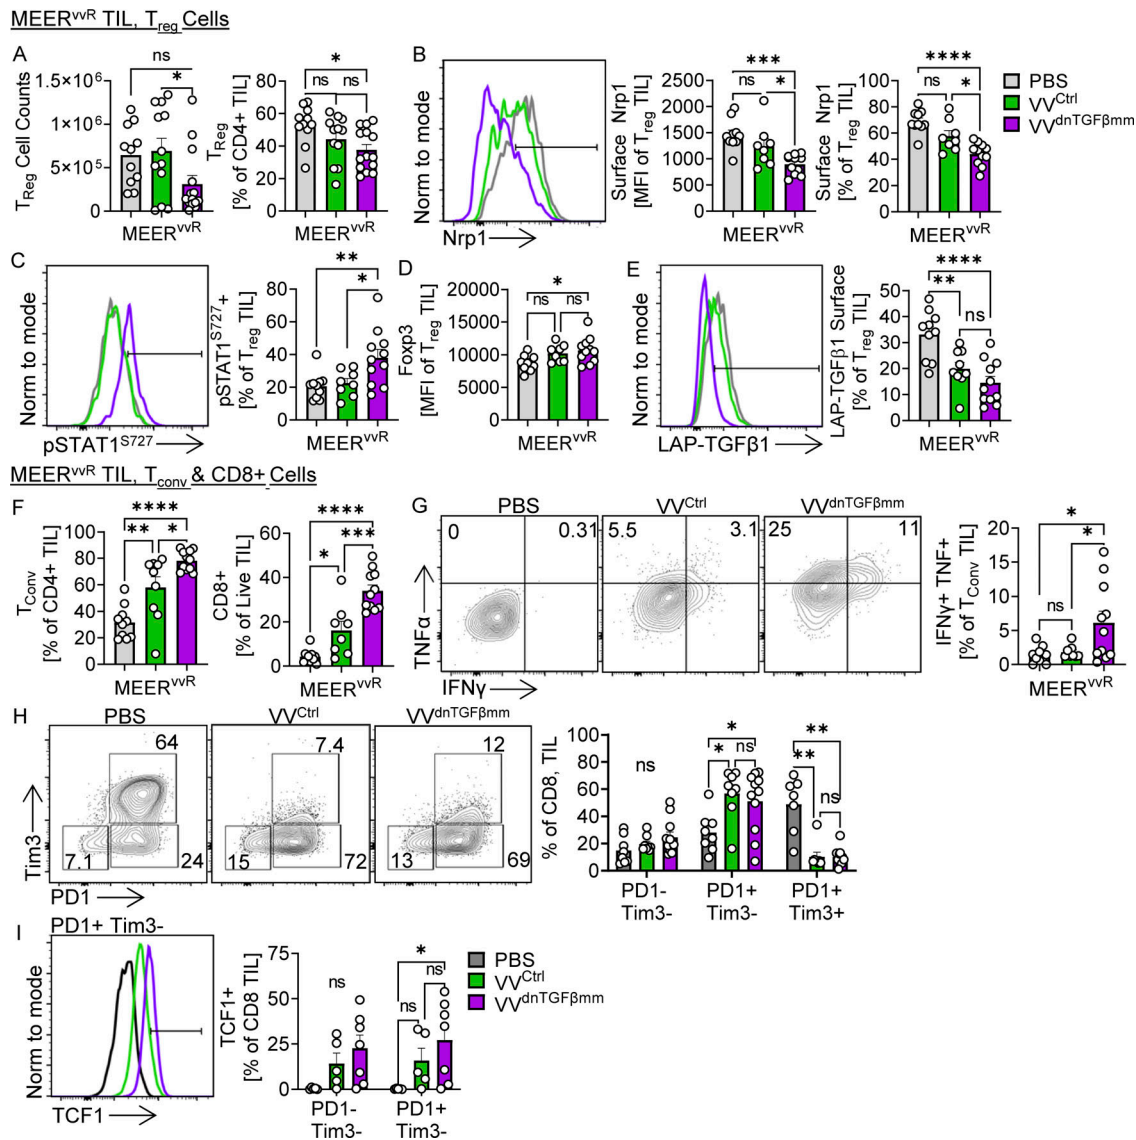 MEERvvR TIL, Treg Cells
A
TReg Cell Counts
1.5×10⁶
1×10⁶
5×10⁵
0
ns
*
MEERvvR
TReg
[% of CD4+ TIL]
80
60
40
20
0
*
ns ns
MEERvvR
B
Norm to mode
Nrp1
Surface Nrp1
[MFI of Treg TIL]
2500
2000
1500
1000
500
0
***
ns *
MEERvvR
Surface Nrp1
[% of Treg TIL]
100
80
60
40
20
0
****
ns *
MEERvvR
PBS
VVCtrl
VVdnTGFβmm
C
Norm to mode
pSTAT1S727
pSTAT1S727+
[% of Treg TIL]
80
60
40
20
0
**
*
MEERvvR
D
Foxp3
[MFI of Treg TIL]
20000
15000
10000
5000
0
*
ns ns
MEERvvR
E
Norm to mode
LAP-TGFβ1
LAP-TGFβ1 Surface
[% of Treg TIL]
50
40
30
20
10
0
****
**
ns
MEERvvR
MEERvvR TIL, Tconv & CD8+ Cells
F
TConv
[% of CD4+ TIL]
100
80
60
40
20
0
****
** *
MEERvvR
CD8+
[% of Live TIL]
60
40
20
0
****
***
*
MEERvvR
G
PBS
VVCtrl
VVdnTGFβmm
0 0.31
5.5 3.1
25 11
TNFα
IFNγ
IFNγ+ TNF+
[% of TConv TIL]
20
15
10
5
0
*
*
ns
MEERvvR
H
PBS
VVCtrl
VVdnTGFβmm
64
7.1
24
7.4
15
72
12
13
69
Tim3
PD1
% of CD8, TIL
100
80
60
40
20
0
ns
*
* ns
**
**
ns
PD1-
Tim3-
PD1+
Tim3-
PD1+
Tim3+
I
PD1+ Tim3-
Norm to mode
TCF1
TCF1+
[% of CD8 TIL]
75
50
25
0
ns
*
ns
ns
PD1-
Tim3-
PD1+
Tim3-
PBS
VVCtrl
VVdnTGFβmm